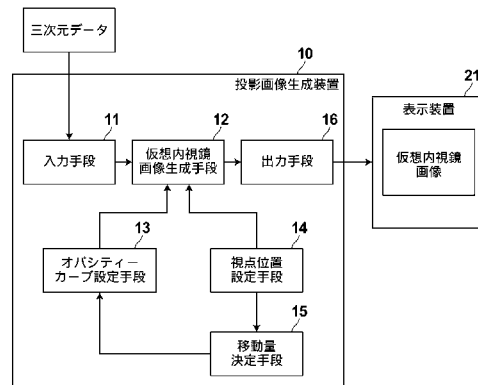 三次元データ
10
投影画像生成装置
11
入力手段
12
仮想内視鏡
画像生成手段
16
出力手段
21
表示装置
仮想内視鏡
画像
13
オパシティー
カーブ設定手段
14
視点位置
設定手段
15
移動量
決定手段